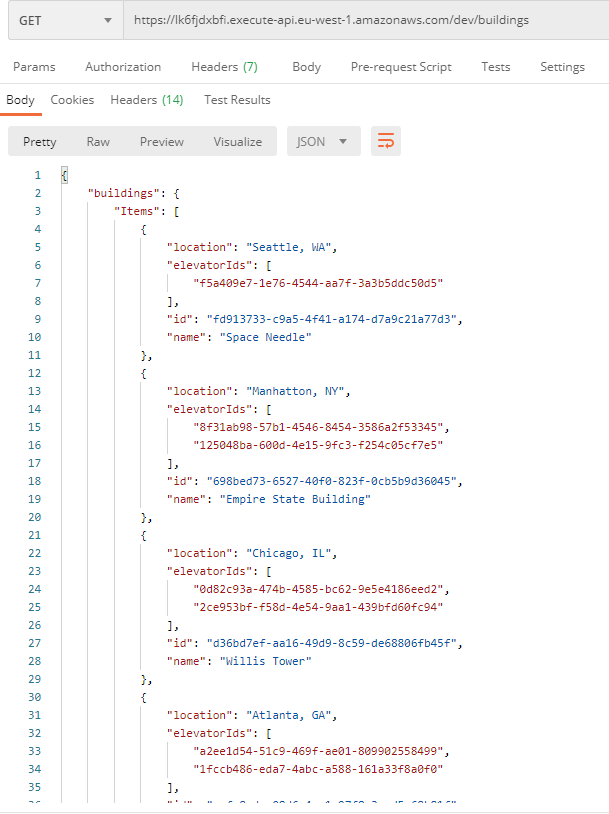 GET https://lk6fjdxbfi.execute-api.eu-west-1.amazonaws.com/dev/buildings
Params Authorization Headers (7) Body Pre-request Script Tests Settings
Body Cookies Headers (14) Test Results
Pretty Raw Preview Visualize JSON
1 {
2 "buildings": {
3 "Items": [
4 {
5 "location": "Seattle, WA",
6 "elevatorIds": [
7 "f5a409e7-1e76-4544-aa7f-3a3b5ddc50d5"
8 ],
9 "id": "fd913733-c9a5-4f41-a174-d7a9c21a77d3",
10 "name": "Space Needle"
11 },
12 {
13 "location": "Manhatton, NY",
14 "elevatorIds": [
15 "8f31ab98-57b1-4546-8454-3586a2f53345",
16 "125048ba-600d-4e15-9fc3-f254c05cf7e5"
17 ],
18 "id": "698bed73-6527-40f0-823f-0cb5b9d36045",
19 "name": "Empire State Building"
20 },
21 {
22 "location": "Chicago, IL",
23 "elevatorIds": [
24 "0d82c93a-474b-4585-bc62-9e5e4186eed2",
25 "2ce953bf-f58d-4e54-9aa1-439bfd60fc94"
26 ],
27 "id": "d36bd7ef-aa16-49d9-8c59-de68806fb45f",
28 "name": "Willis Tower"
29 },
30 {
31 "location": "Atlanta, GA",
32 "elevatorIds": [
33 "a2ee1d54-51c9-469f-ae01-809902558499",
34 "1fccb486-eda7-4abc-a588-161a33f8a0f0"
35 ],